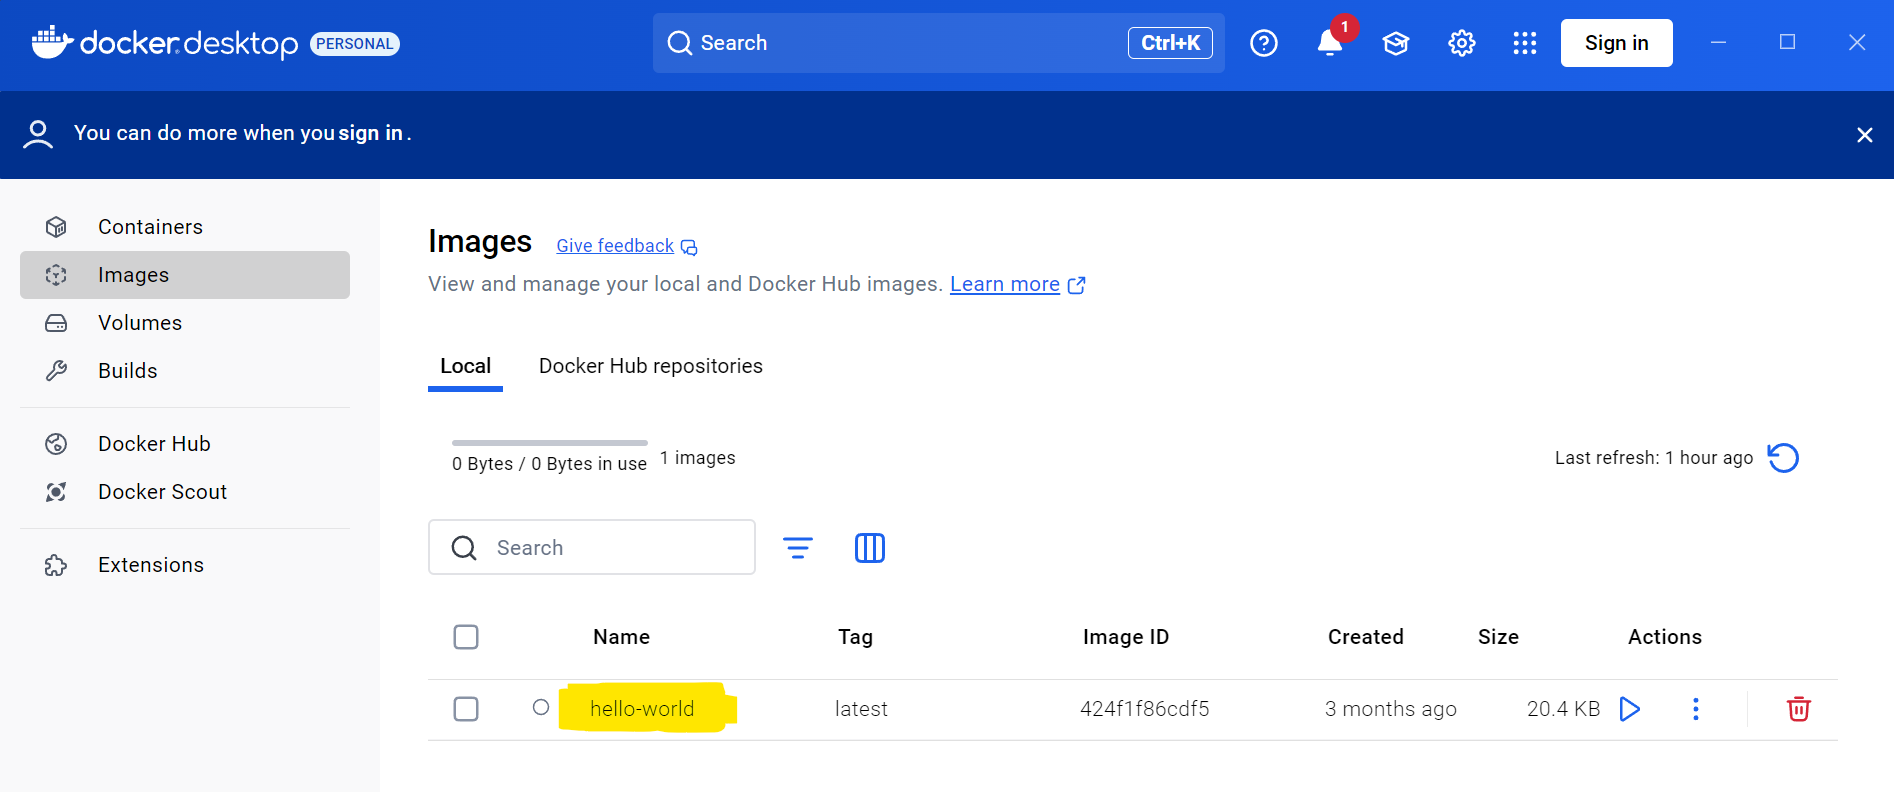 docker desktop PERSONAL
Search Ctrl+K
1
Sign in
You can do more when you sign in.
Containers
Images
Volumes
Builds
Docker Hub
Docker Scout
Extensions
Images Give feedback
View and manage your local and Docker Hub images. Learn more
Local Docker Hub repositories
0 Bytes / 0 Bytes in use 1 images Last refresh: 1 hour ago
Search
Name Tag Image ID Created Size Actions
hello-world latest 424f1f86cdf5 3 months ago 20.4 KB